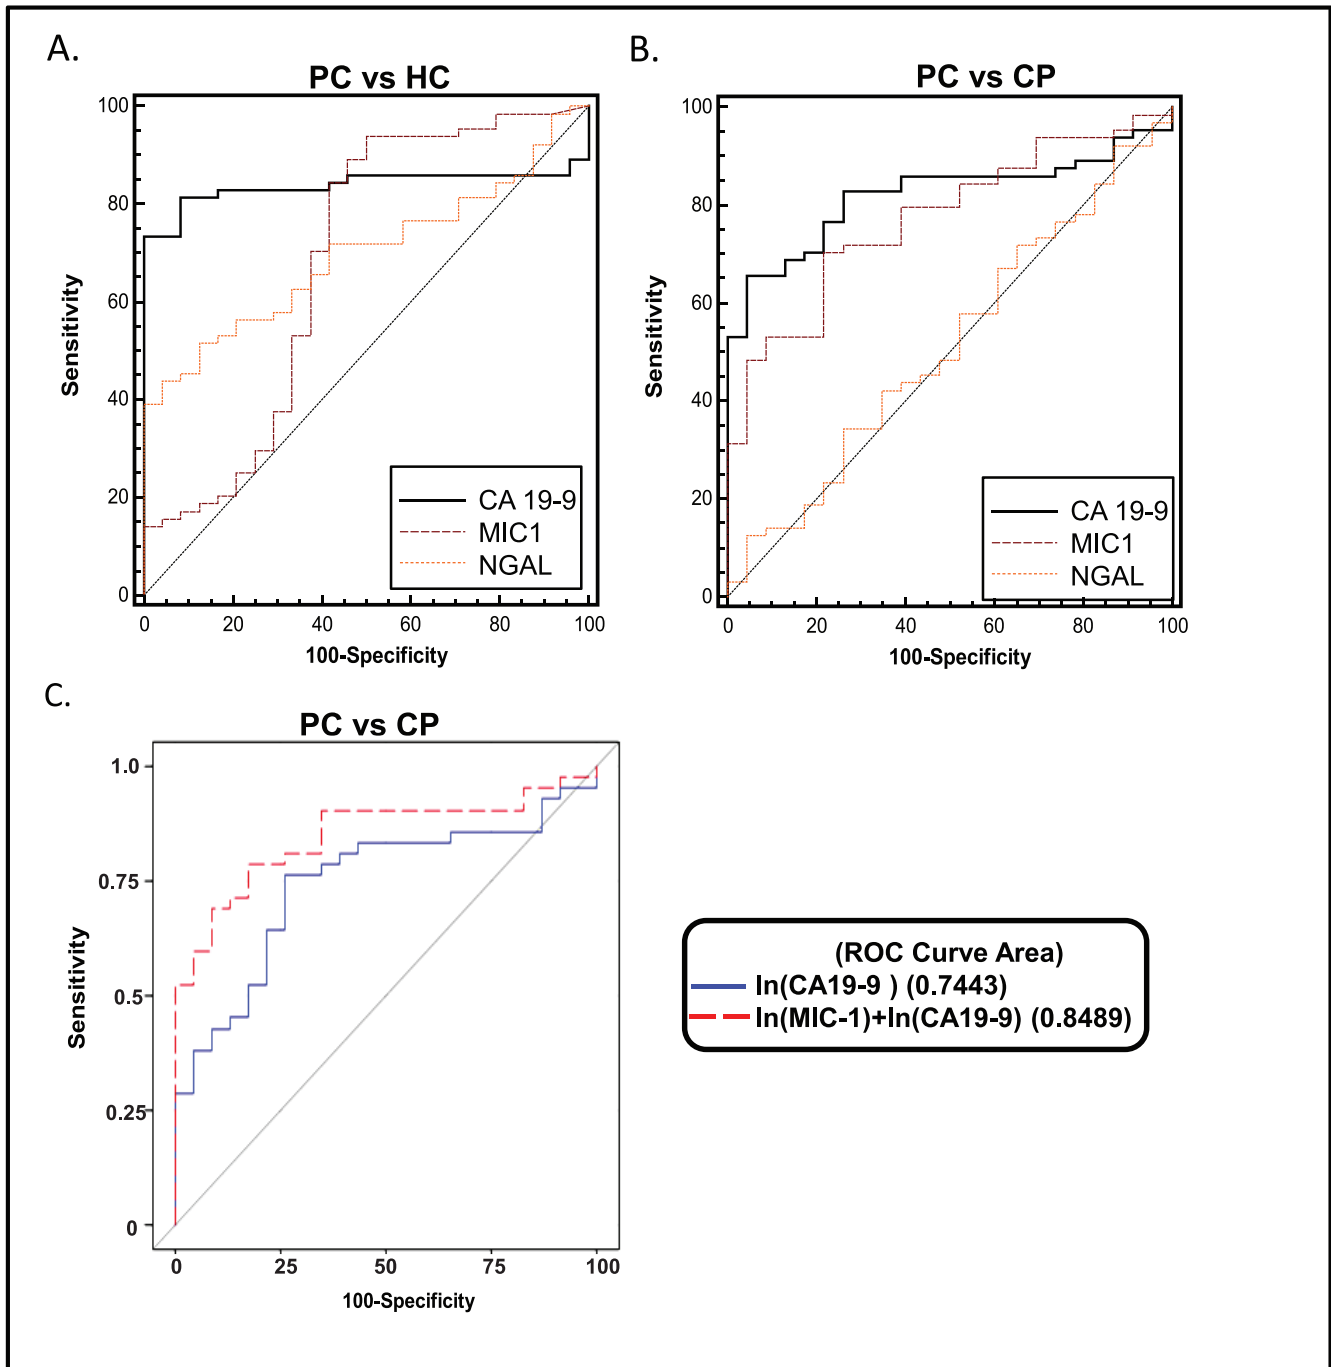 A.
PC vs HC
100
80
60
40
20
0
Sensitivity
CA 19-9
MIC1
NGAL
0 20 40 60 80 100
100-Specificity
B.
PC vs CP
100
80
60
40
20
0
Sensitivity
CA 19-9
MIC1
NGAL
0 20 40 60 80 100
100-Specificity
C.
PC vs CP
1.0
0.75
0.5
0.25
0
Sensitivity
0 25 50 75 100
100-Specificity
(ROC Curve Area)
ln(CA19-9 ) (0.7443)
ln(MIC-1)+ln(CA19-9) (0.8489)